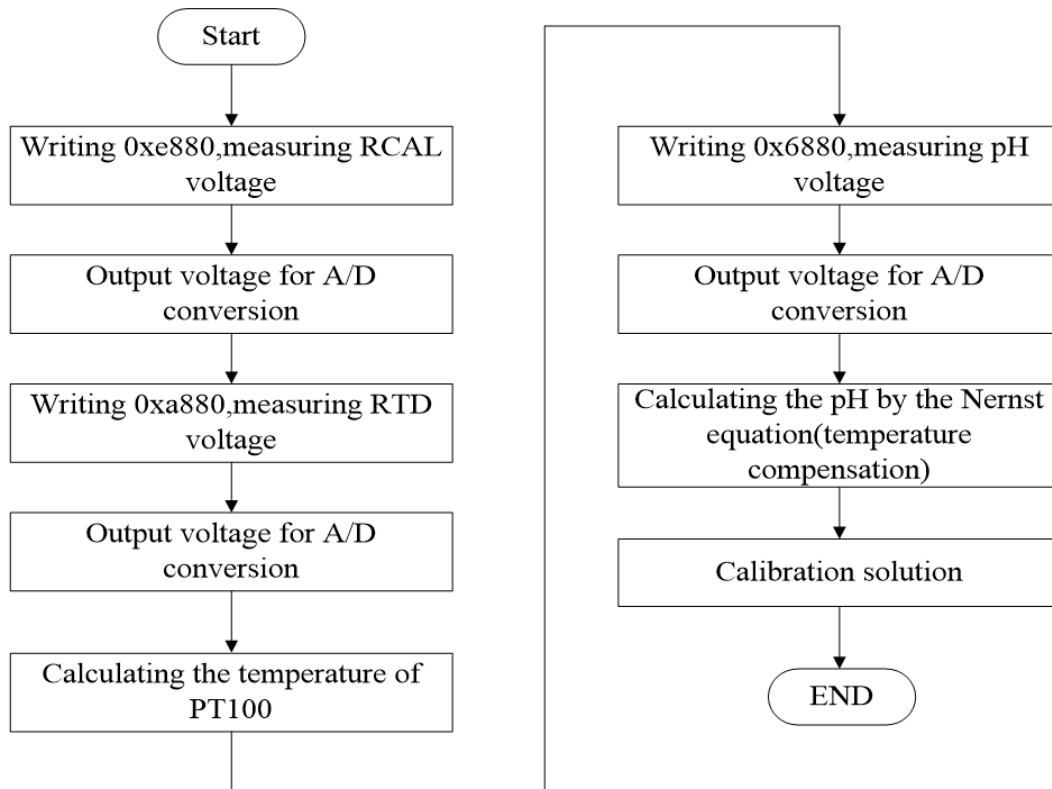 Start
Writing 0xe880,measuring RCAL
voltage
Output voltage for A/D
conversion
Writing 0xa880,measuring RTD
voltage
Output voltage for A/D
conversion
Calculating the temperature of
PT100
Writing 0x6880,measuring pH
voltage
Output voltage for A/D
conversion
Calculating the pH by the Nernst
equation(temperature
compensation)
Calibration solution
END